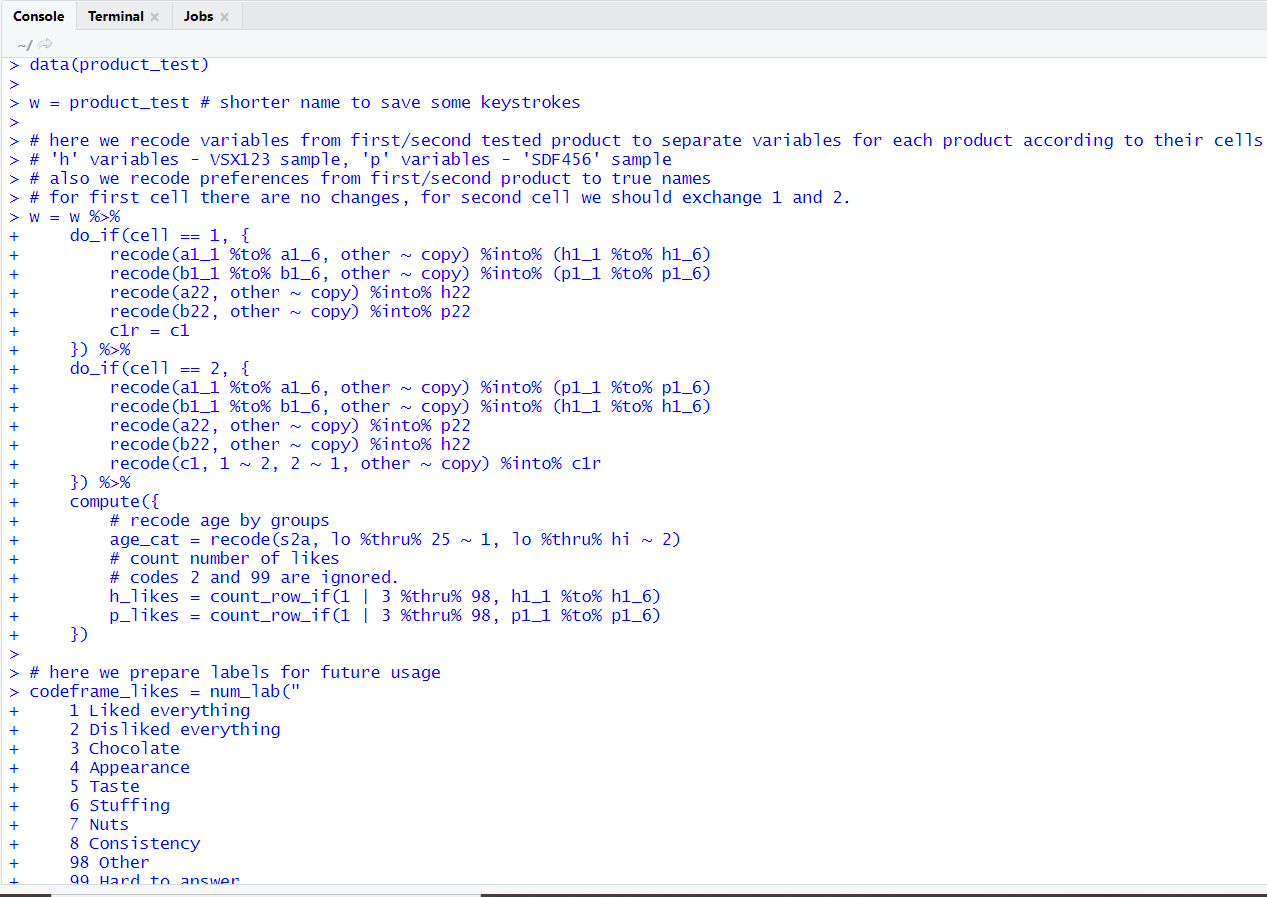 Console Terminal Jobs
~/
> data(product_test)
>
> w = product_test # shorter name to save some keystrokes
>
> # here we recode variables from first/second tested product to separate variables for each product according to their cells
> # 'h' variables - VSX123 sample, 'p' variables - 'SDF456' sample
> # also we recode preferences from first/second product to true names
> # for first cell there are no changes, for second cell we should exchange 1 and 2.
> w = w %>%
+     do_if(cell == 1, {
+         recode(a1_1 %to% a1_6, other ~ copy) %into% (h1_1 %to% h1_6)
+         recode(b1_1 %to% b1_6, other ~ copy) %into% (p1_1 %to% p1_6)
+         recode(a22, other ~ copy) %into% h22
+         recode(b22, other ~ copy) %into% p22
+         c1r = c1
+     }) %>%
+     do_if(cell == 2, {
+         recode(a1_1 %to% a1_6, other ~ copy) %into% (p1_1 %to% p1_6)
+         recode(b1_1 %to% b1_6, other ~ copy) %into% (h1_1 %to% h1_6)
+         recode(a22, other ~ copy) %into% p22
+         recode(b22, other ~ copy) %into% h22
+         recode(c1, 1 ~ 2, 2 ~ 1, other ~ copy) %into% c1r
+     }) %>%
+     compute({
+         # recode age by groups
+         age_cat = recode(s2a, lo %thru% 25 ~ 1, lo %thru% hi ~ 2)
+         # count number of likes
+         # codes 2 and 99 are ignored.
+         h_likes = count_row_if(1 | 3 %thru% 98, h1_1 %to% h1_6)
+         p_likes = count_row_if(1 | 3 %thru% 98, p1_1 %to% p1_6)
+     })
>
> # here we prepare labels for future usage
> codeframe_likes = num_lab("
+     1 Liked everything
+     2 Disliked everything
+     3 Chocolate
+     4 Appearance
+     5 Taste
+     6 Stuffing
+     7 Nuts
+     8 Consistency
+     98 Other
+     99 Hard to answer